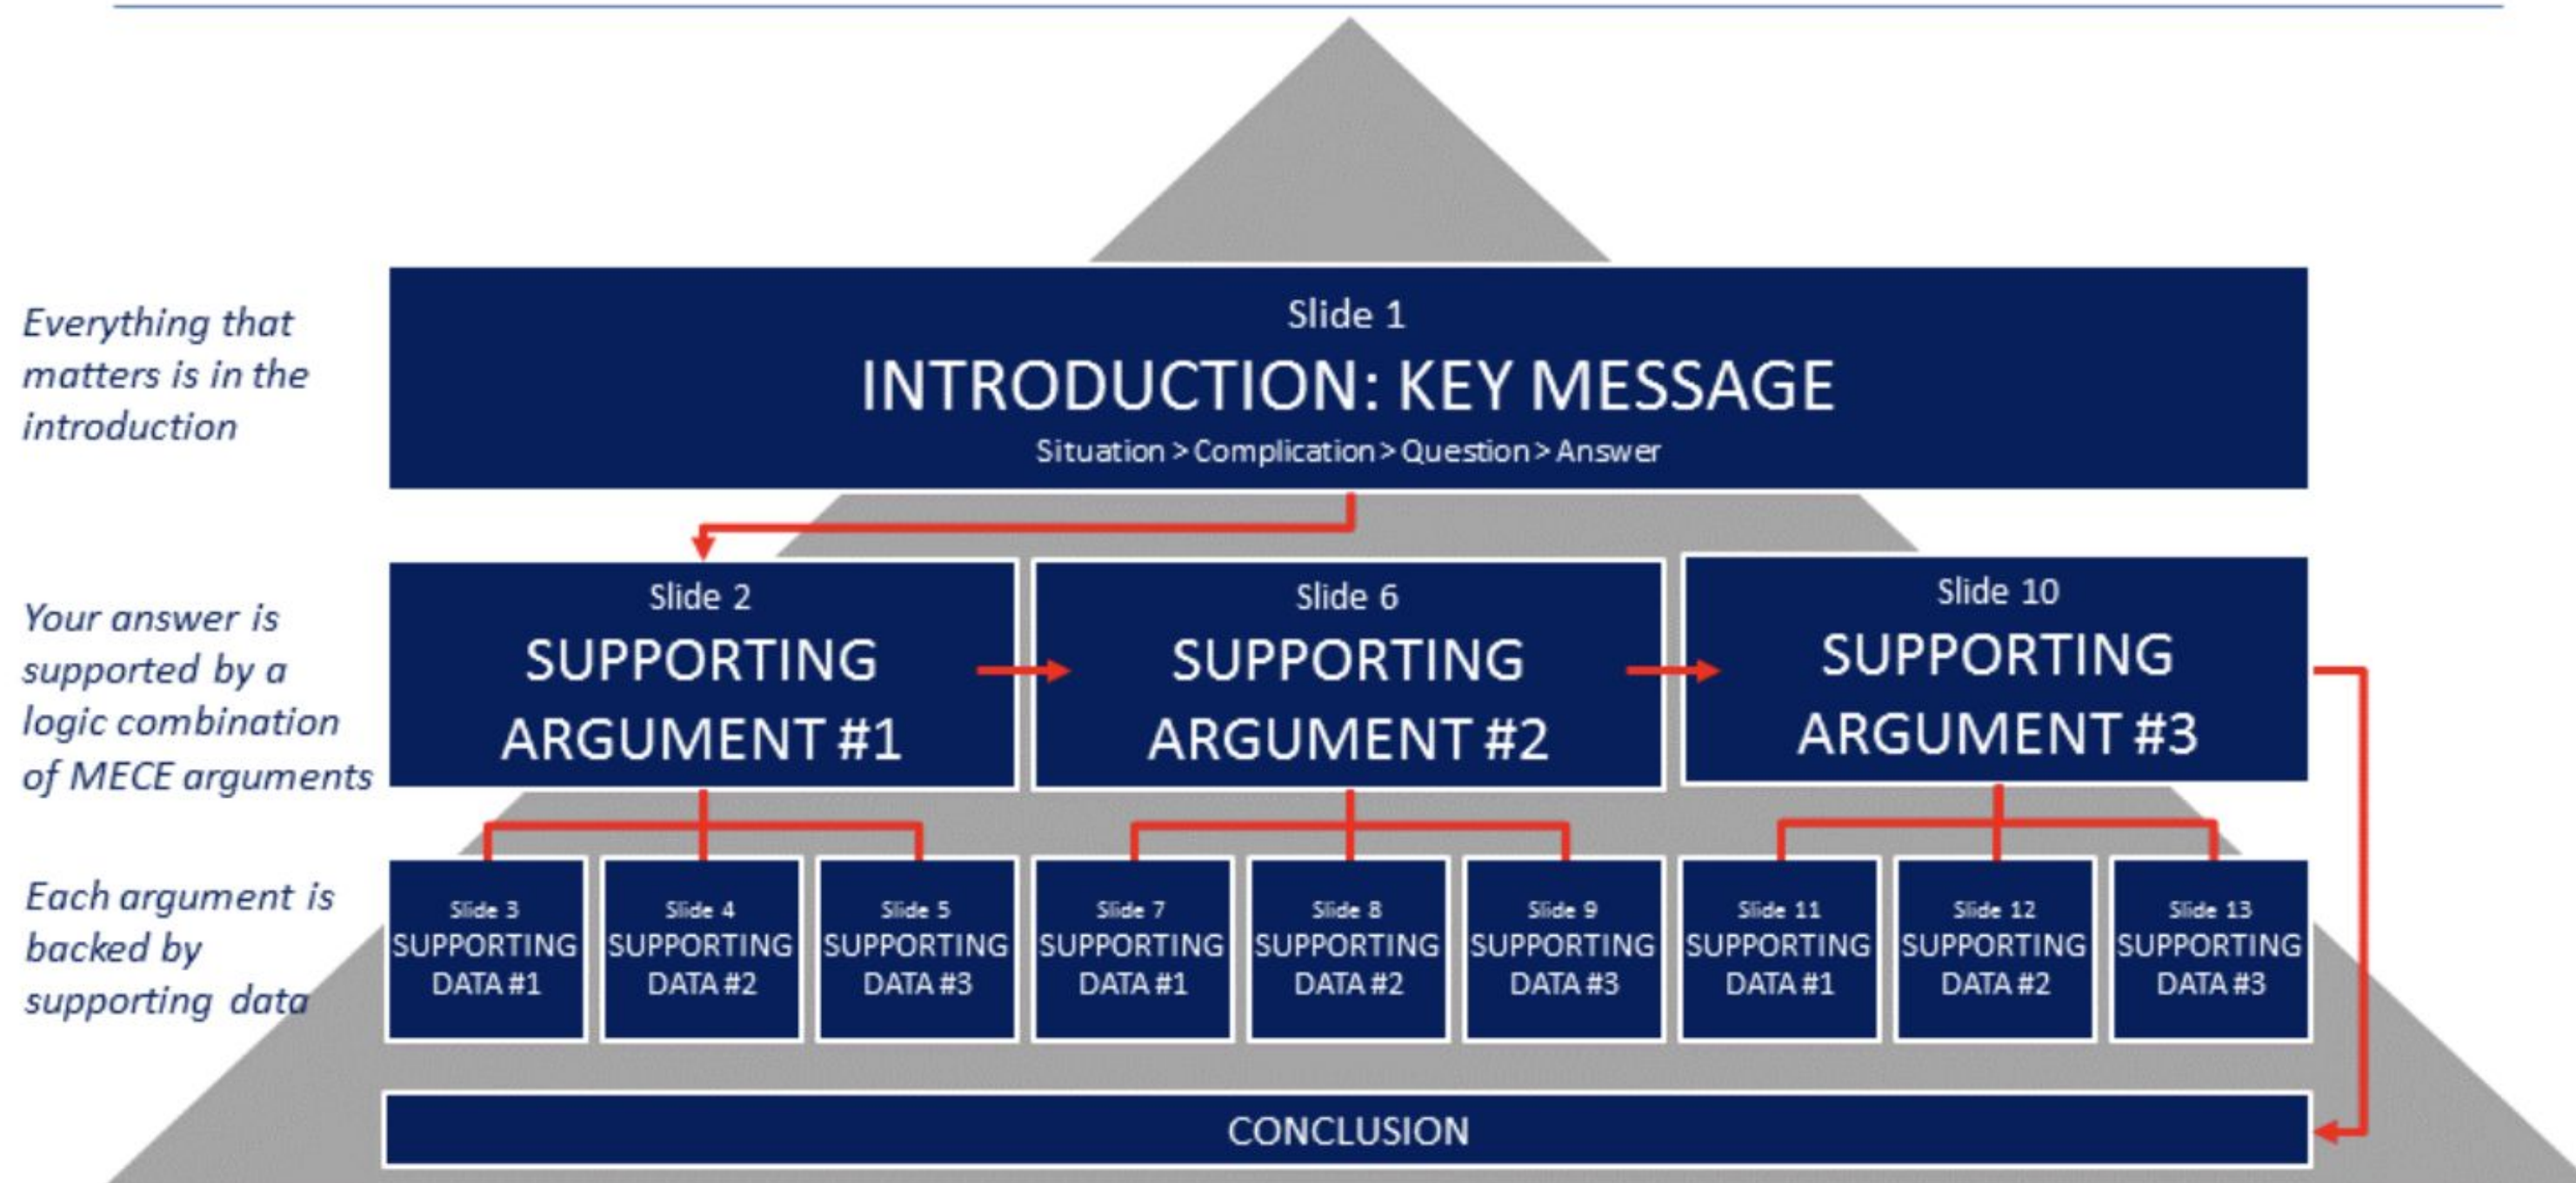 Everything that
matters is in the
introduction
Slide 1
INTRODUCTION: KEY MESSAGE
Situation > Complication > Question > Answer
Your answer is
supported by a
logic combination
of MECE arguments
Slide 2
SUPPORTING
ARGUMENT #1
Slide 6
SUPPORTING
ARGUMENT #2
Slide 10
SUPPORTING
ARGUMENT #3
Each argument is
backed by
supporting data
Slide 3
SUPPORTING
DATA #1
Slide 4
SUPPORTING
DATA #2
Slide 5
SUPPORTING
DATA #3
Slide 7
SUPPORTING
DATA #1
Slide 8
SUPPORTING
DATA #2
Slide 9
SUPPORTING
DATA #3
Slide 11
SUPPORTING
DATA #1
Slide 12
SUPPORTING
DATA #2
Slide 13
SUPPORTING
DATA #3
CONCLUSION